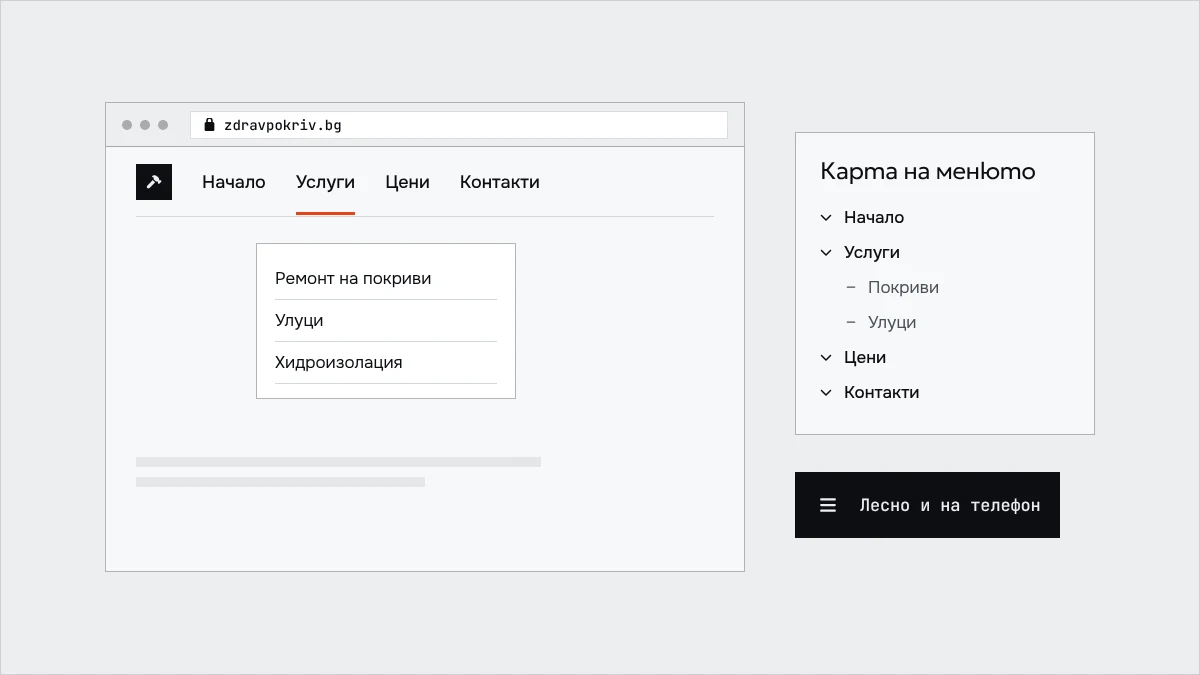 zdravpokriv.bg
Начало Услуги Цени Контакти
Ремонт на покриви
Улуци
Хидроизолация
Карта на менюто
Начало
Услуги
– Покриви
– Улуци
Цени
Контакти
Лесно и на телефон